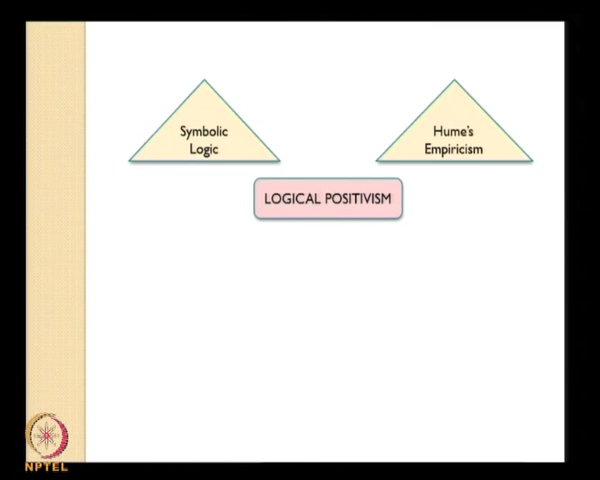 Symbolic
Logic
Hume's
Empiricism
LOGICAL POSITIVISM
NPTEL